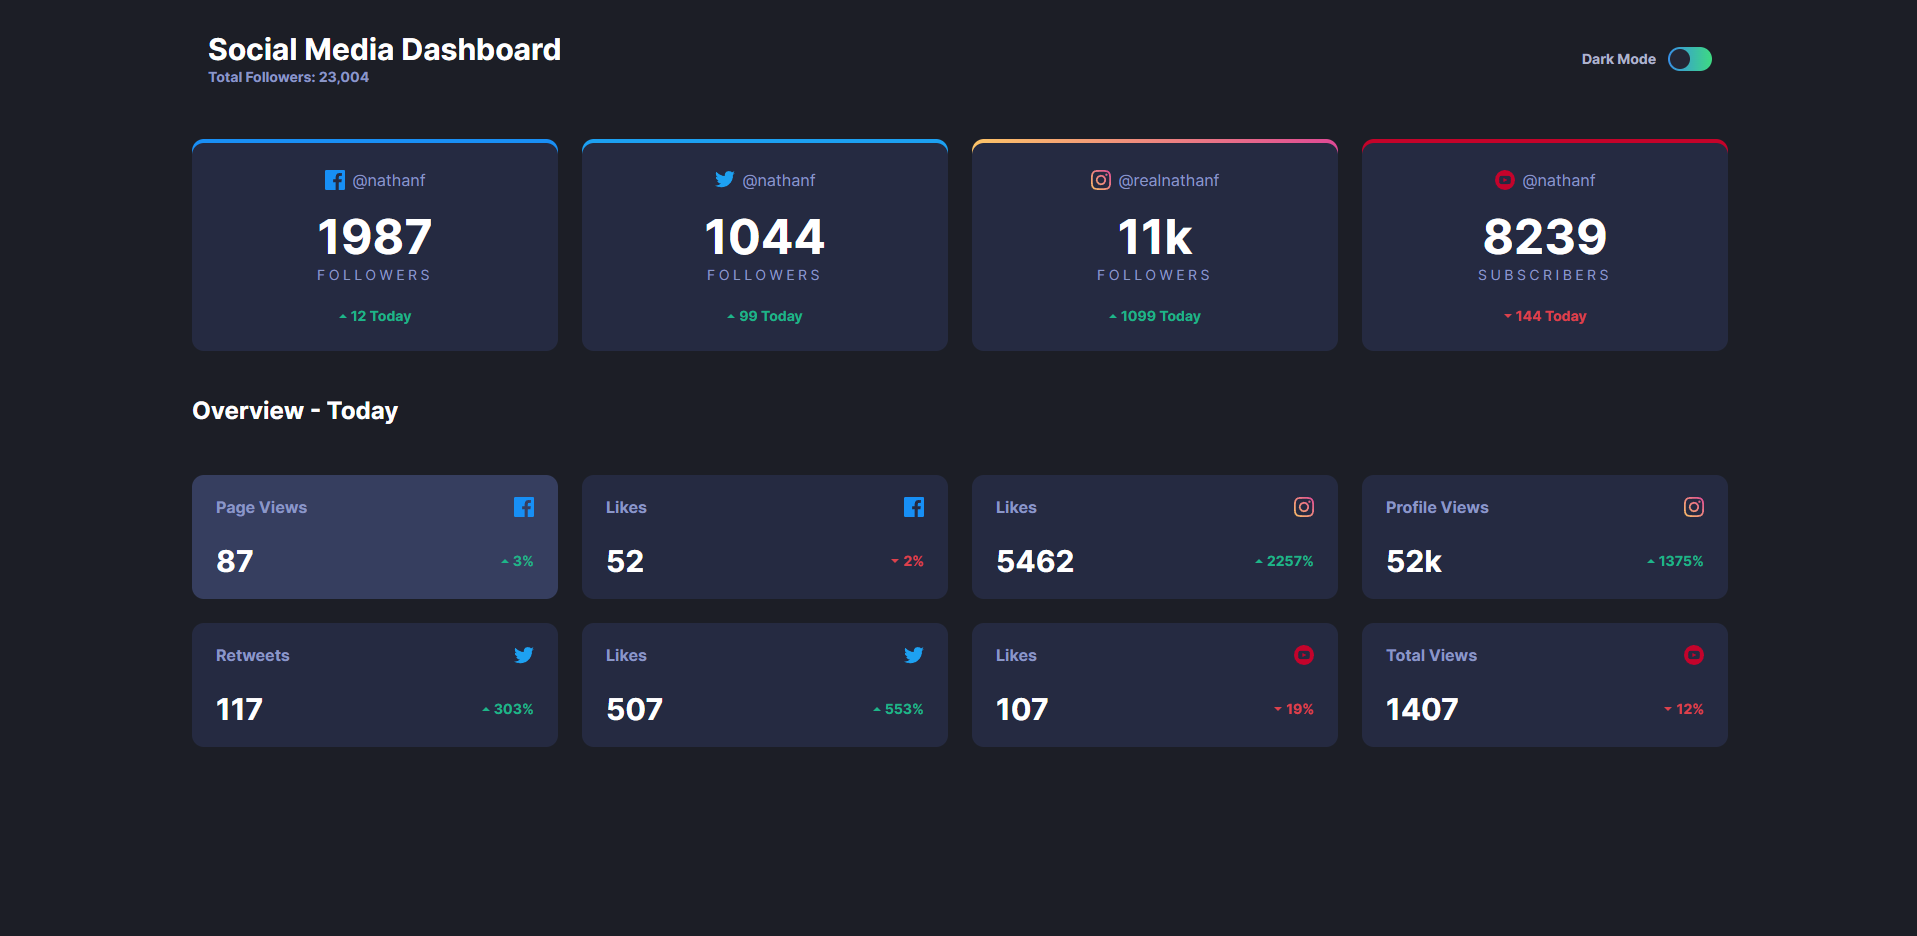 Social Media Dashboard
Total Followers: 23,004
Dark Mode
@nathanf
1987
FOLLOWERS
12 Today
@nathanf
1044
FOLLOWERS
99 Today
@realnathanf
11k
FOLLOWERS
1099 Today
@nathanf
8239
SUBSCRIBERS
144 Today
Overview - Today
Page Views
87
3%
Likes
52
2%
Likes
5462
2257%
Profile Views
52k
1375%
Retweets
117
303%
Likes
507
553%
Likes
107
19%
Total Views
1407
12%